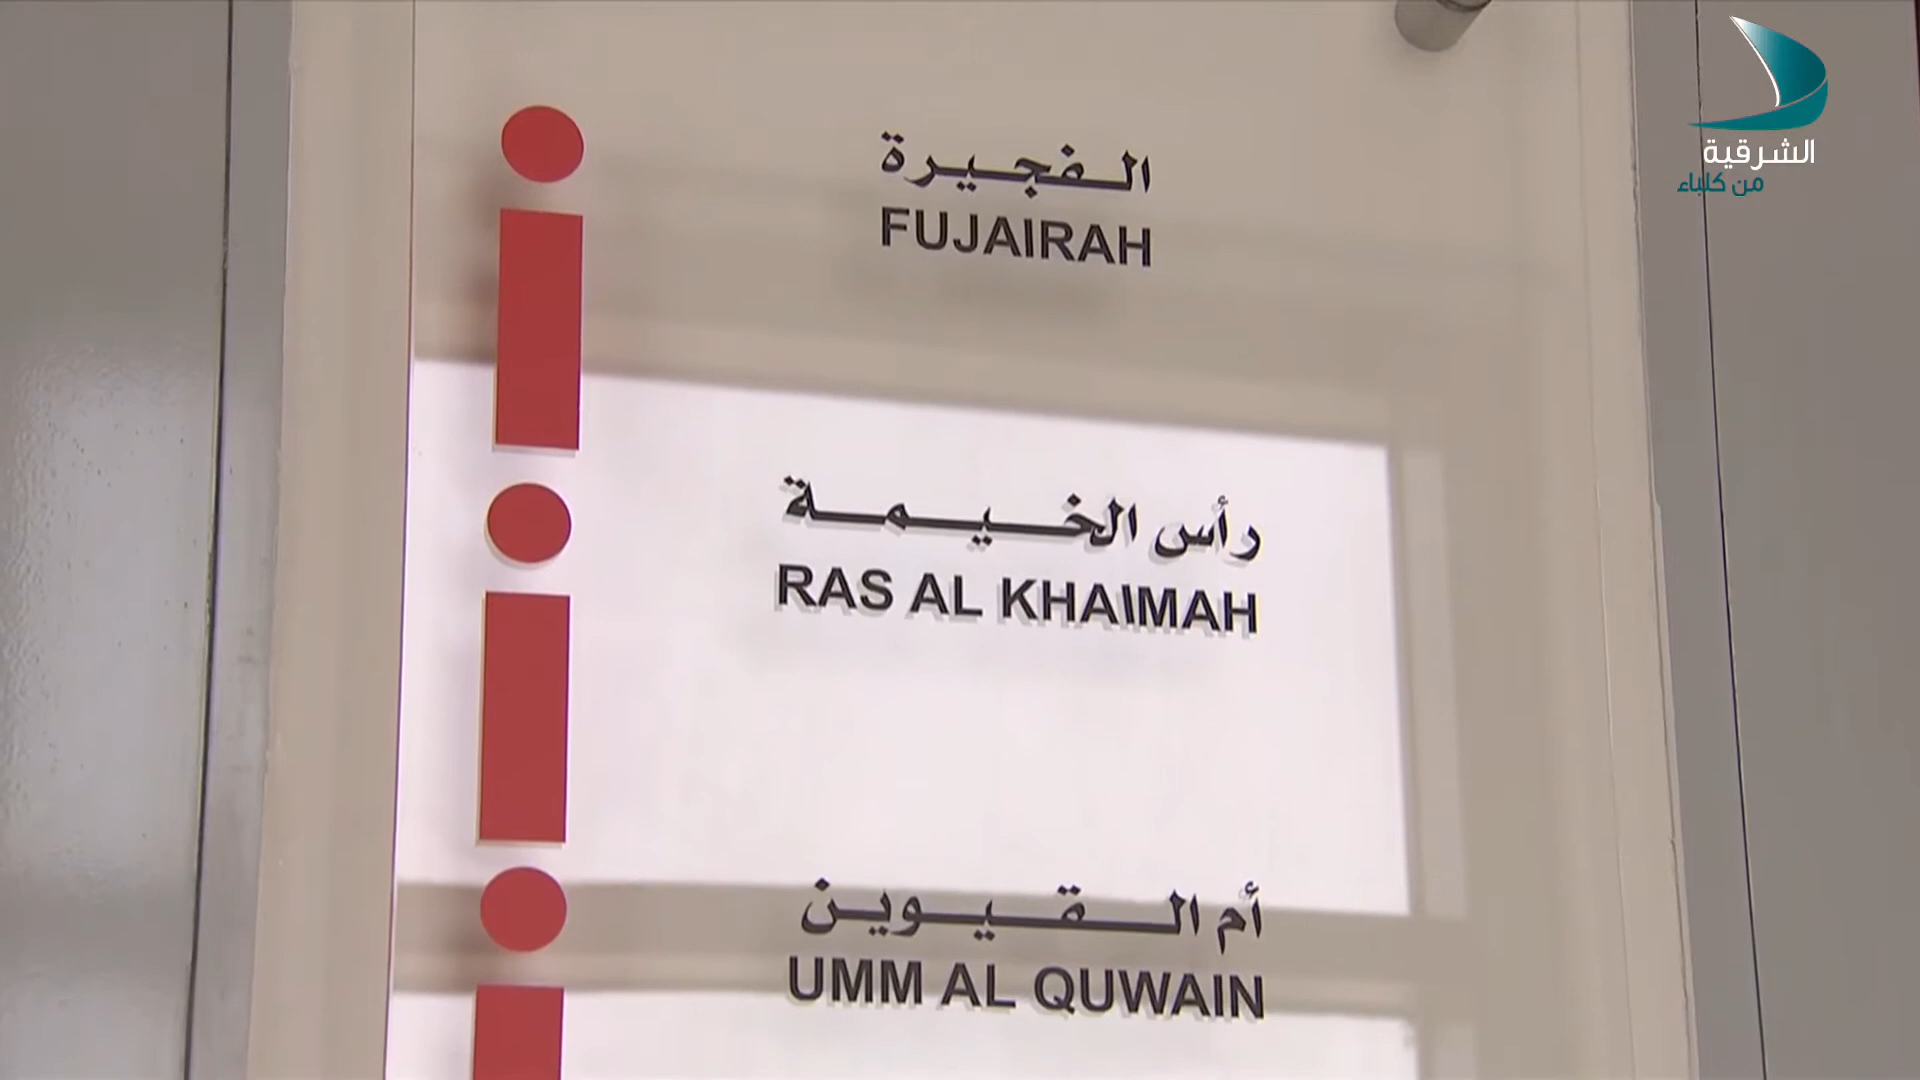 الفجيرة
FUJAIRAH
رأس الخيمة
RAS AL KHAIMAH
أم القيوين
UMM AL QUWAIN
الشرقية
من كلباء